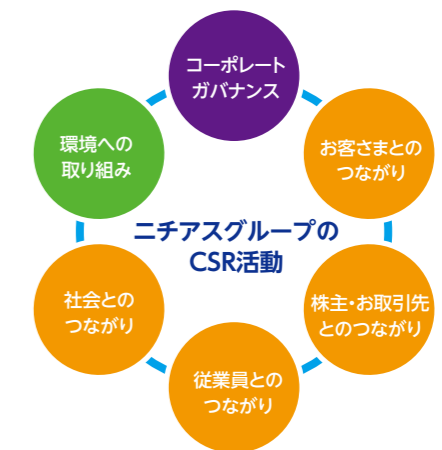 コーポレート
ガバナンス
お客さまとの
つながり
株主・お取引先
とのつながり
従業員との
つながり
社会との
つながり
環境への
取り組み
ニチアスグループの
CSR活動